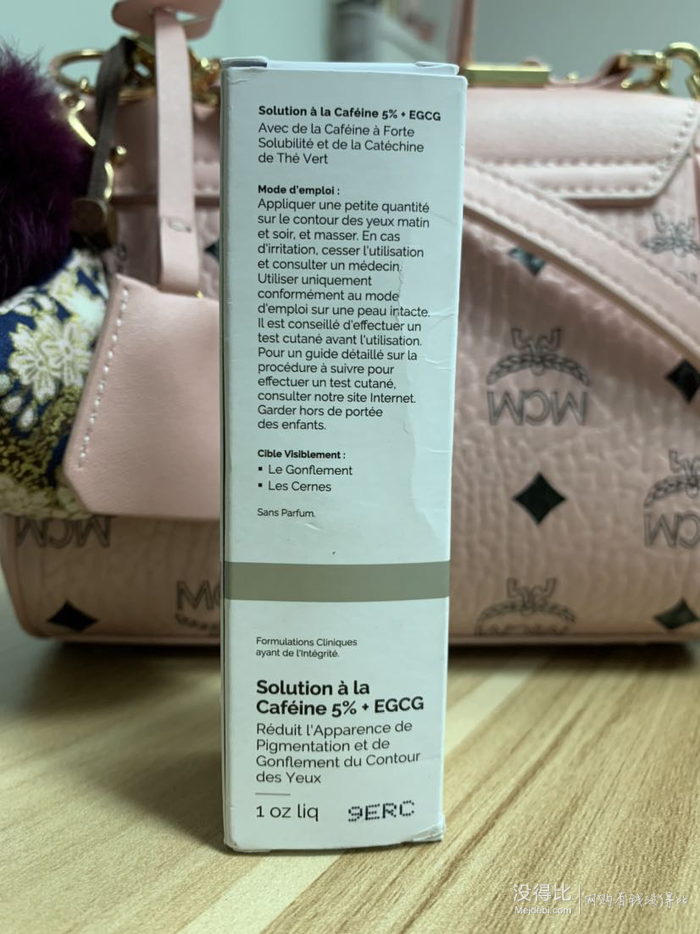 Solution à la Caféine 5% + EGCG
Avec de la Caféine à Forte
Solubilité et de la Catéchine
de Thé Vert
Mode d'emploi :
Appliquer une petite quantité
sur le contour des yeux matin
et soir, et masser. En cas
d'irritation, cesser l'utilisation
et consulter un médecin.
Utiliser uniquement
conformément au mode
d'emploi sur une peau intacte.
Il est conseillé d'effectuer un
test cutané avant l'utilisation.
Pour un guide détaillé sur la
procédure à suivre pour
effectuer un test cutané,
consulter notre site Internet.
Garder hors de portée
des enfants.
Cible Visiblement :
▪ Le Gonflement
▪ Les Cernes
Sans Parfum.
Formulations Cliniques
ayant de l'Intégrité.
Solution à la
Caféine 5% + EGCG
Réduit l'Apparence de
Pigmentation et de
Gonflement du Contour
des Yeux
1 oz liq 9ERC
MCM
MCM
MCM
MC
没得比
Mejdeibi.com